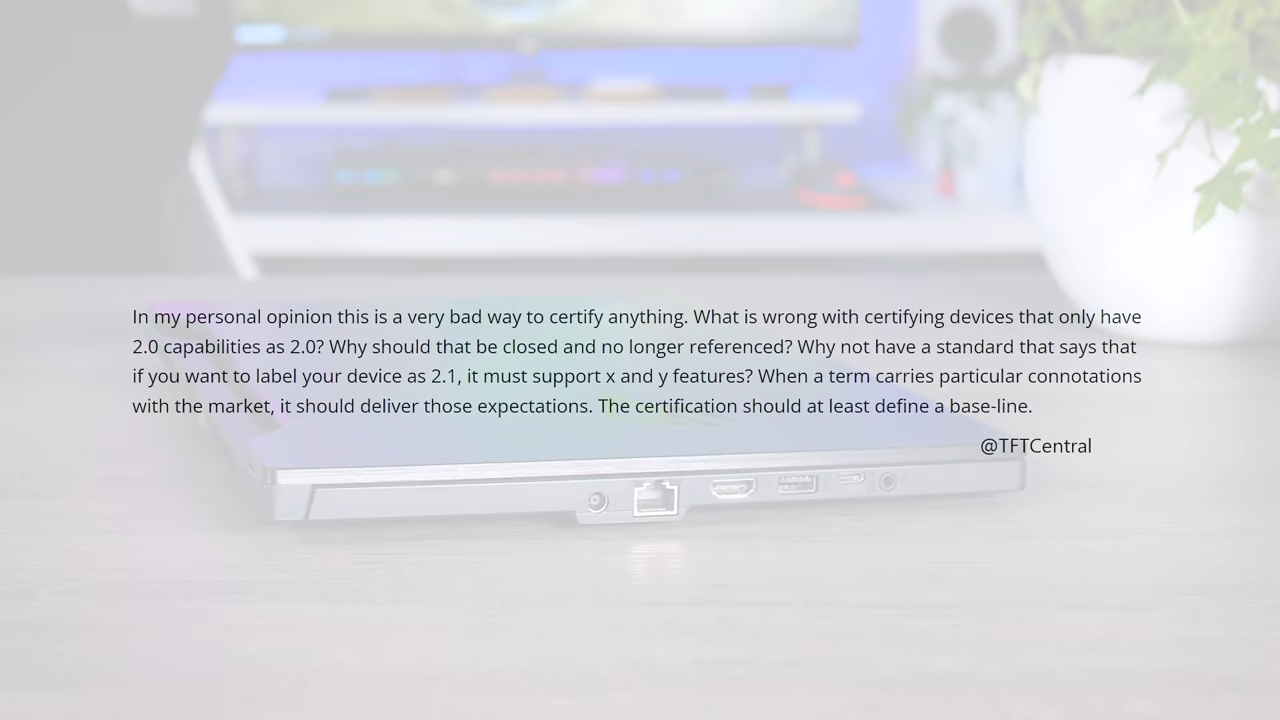 In my personal opinion this is a very bad way to certify anything. What is wrong with certifying devices that only have
2.0 capabilities as 2.0? Why should that be closed and no longer referenced? Why not have a standard that says that
if you want to label your device as 2.1, it must support x and y features? When a term carries particular connotations
with the market, it should deliver those expectations. The certification should at least define a base-line.
@TFTCentral